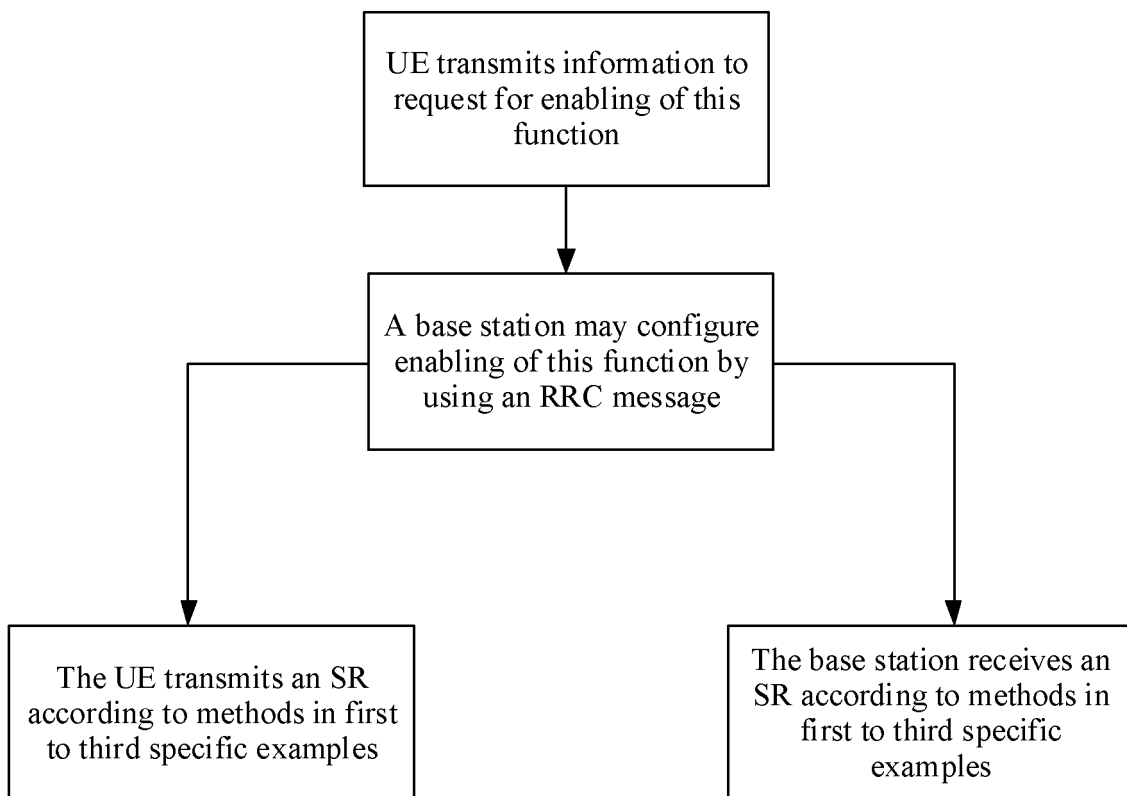 UE transmits information to
request for enabling of this
function
A base station may configure
enabling of this function by
using an RRC message
The UE transmits an SR
according to methods in first
to third specific examples
The base station receives an
SR according to methods in
first to third specific
examples